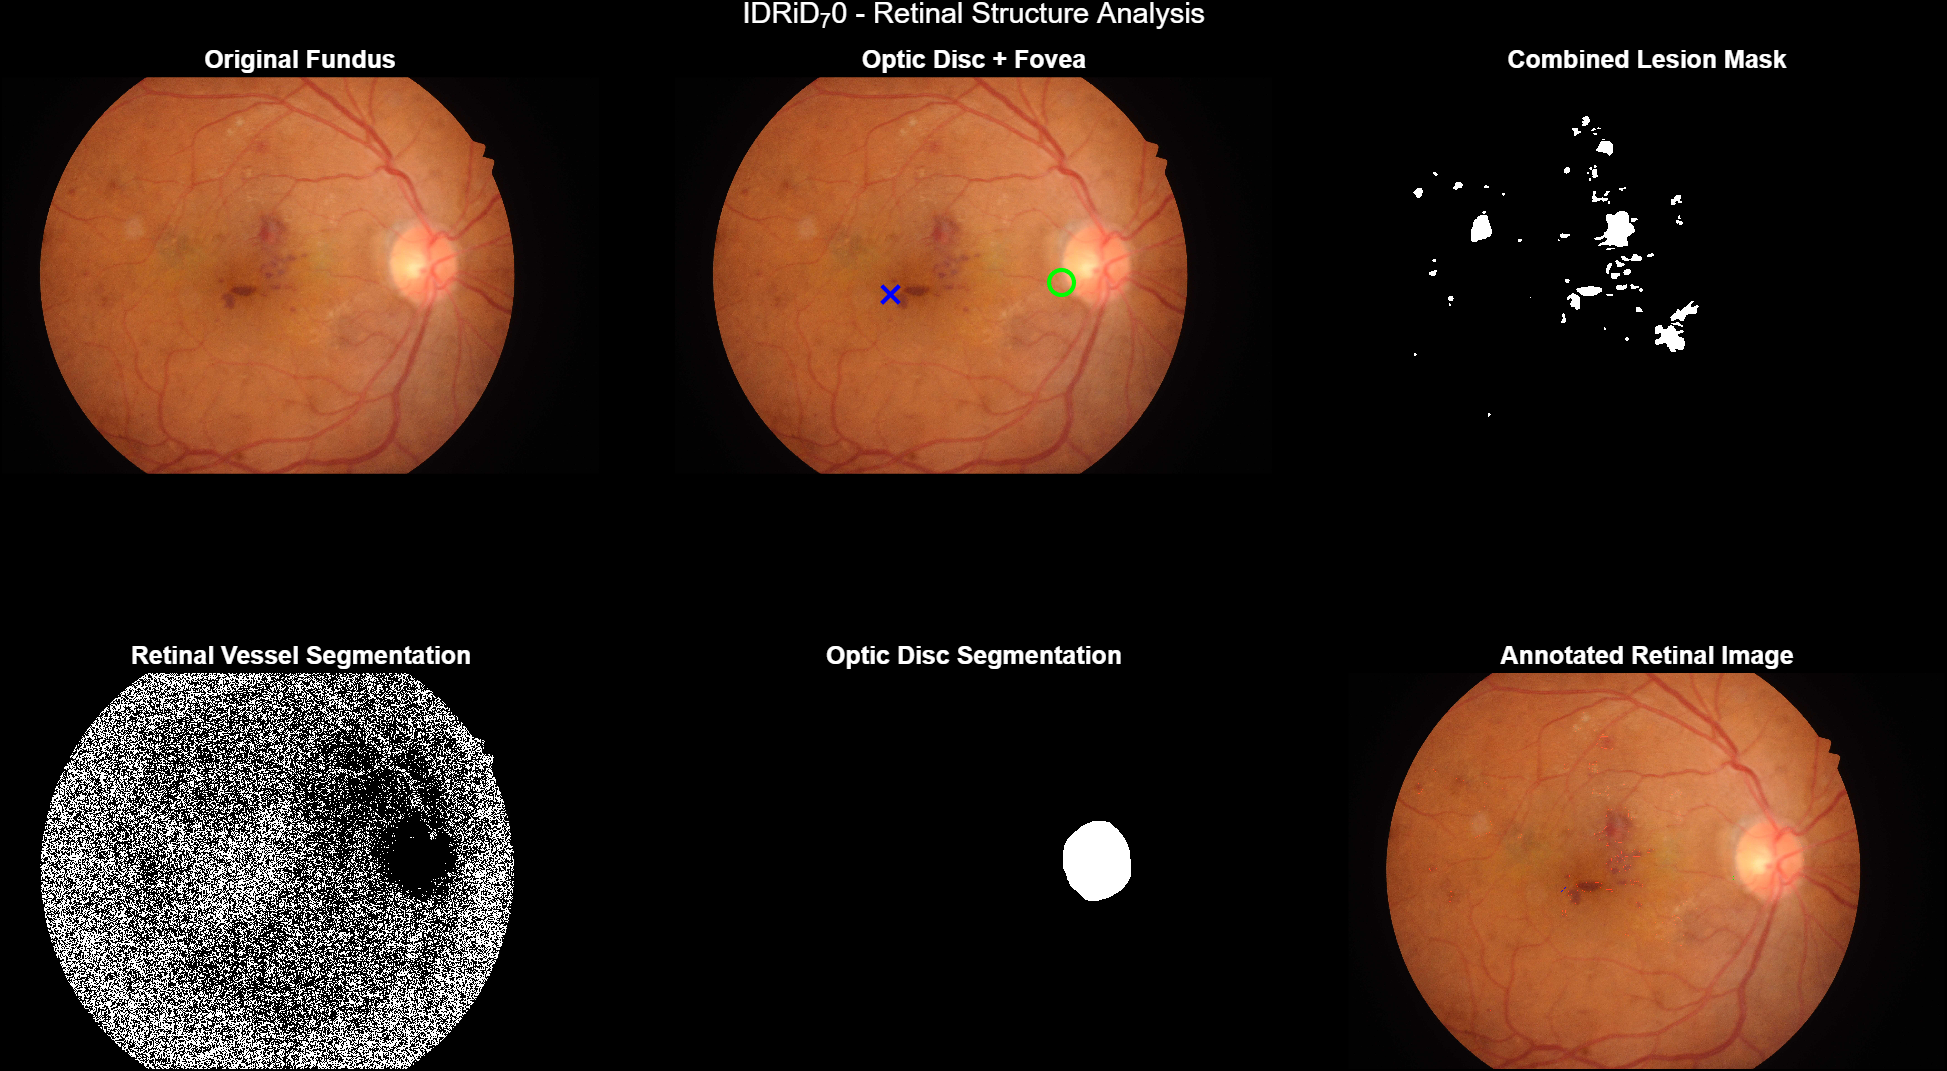 IDRiD₇0 - Retinal Structure Analysis
Original Fundus
Optic Disc + Fovea
Combined Lesion Mask
Retinal Vessel Segmentation
Optic Disc Segmentation
Annotated Retinal Image